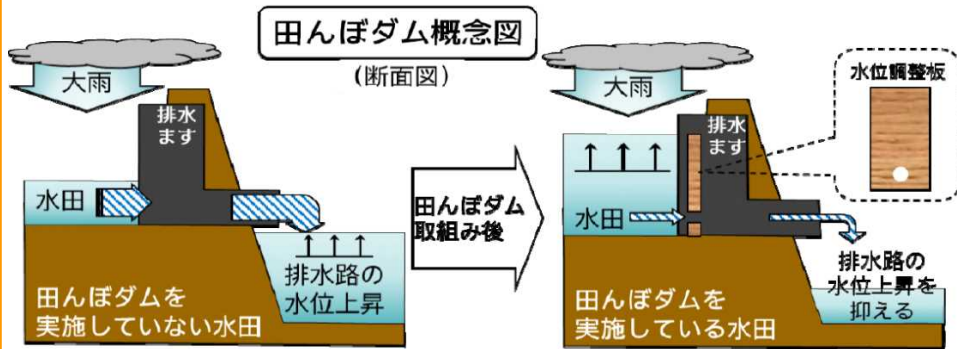 田んぼダム概念図
(断面図)
大雨
排水
ます
水田
排水路の
水位上昇
田んぼダムを
実施していない水田
田んぼダム
取組み後
大雨
水位調整板
排水
ます
水田
排水路の
水位上昇を
抑える
田んぼダムを
実施している水田